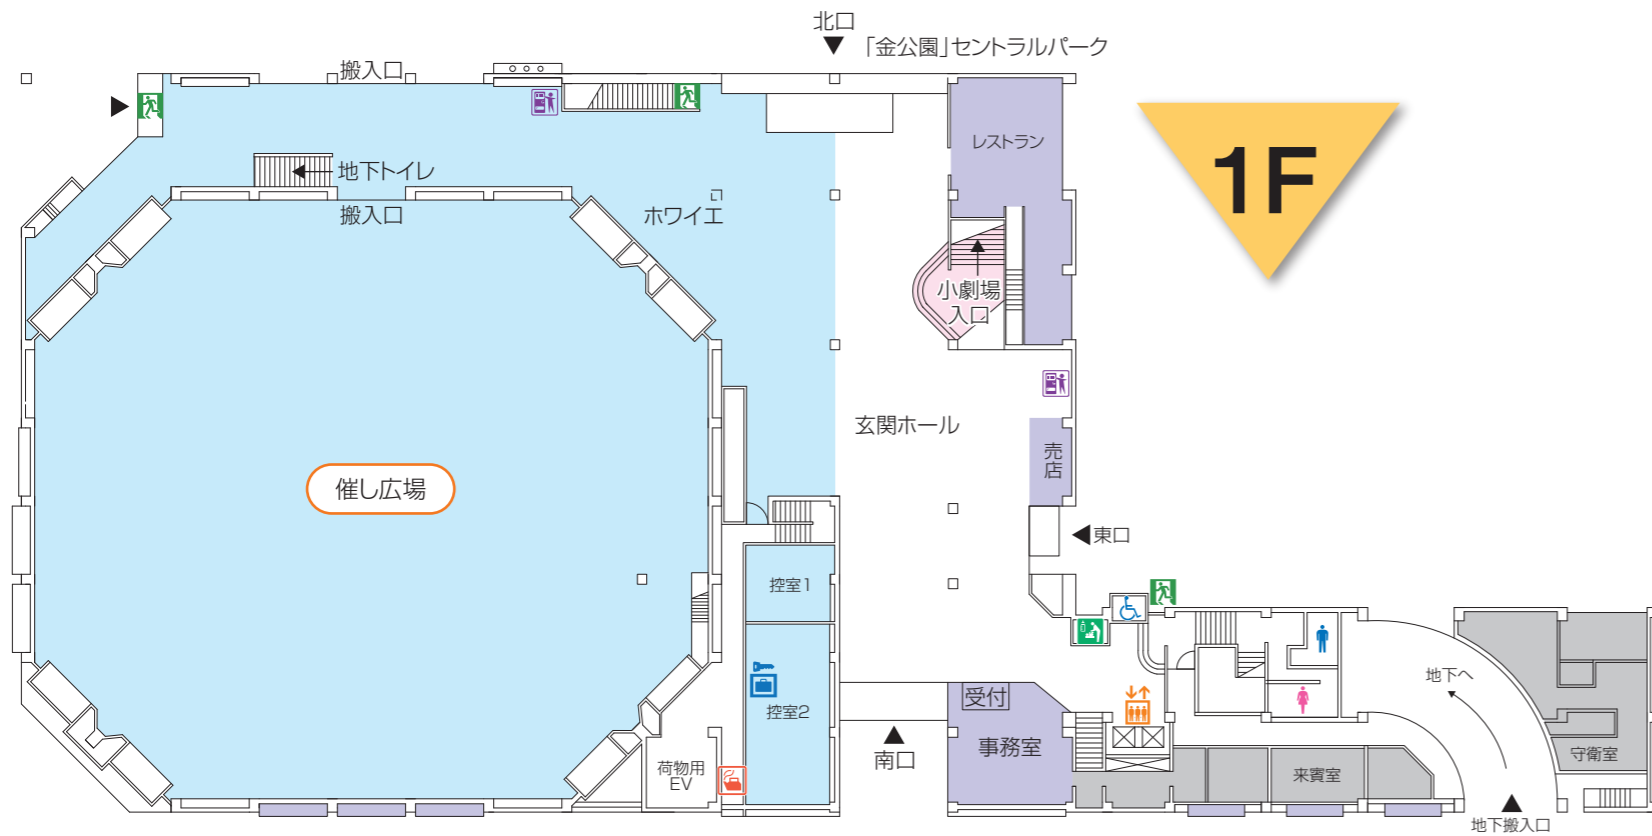 北口
「金公園」セントラルパーク
搬入口
レストラン
1F
地下トイレ
搬入口
ホワイエ
小劇場
入口
玄関ホール
売店
催し広場
東口
控室1
地下へ
受付
控室2
事務室
南口
守衛室
荷物用
EV
来賓室
地下搬入口